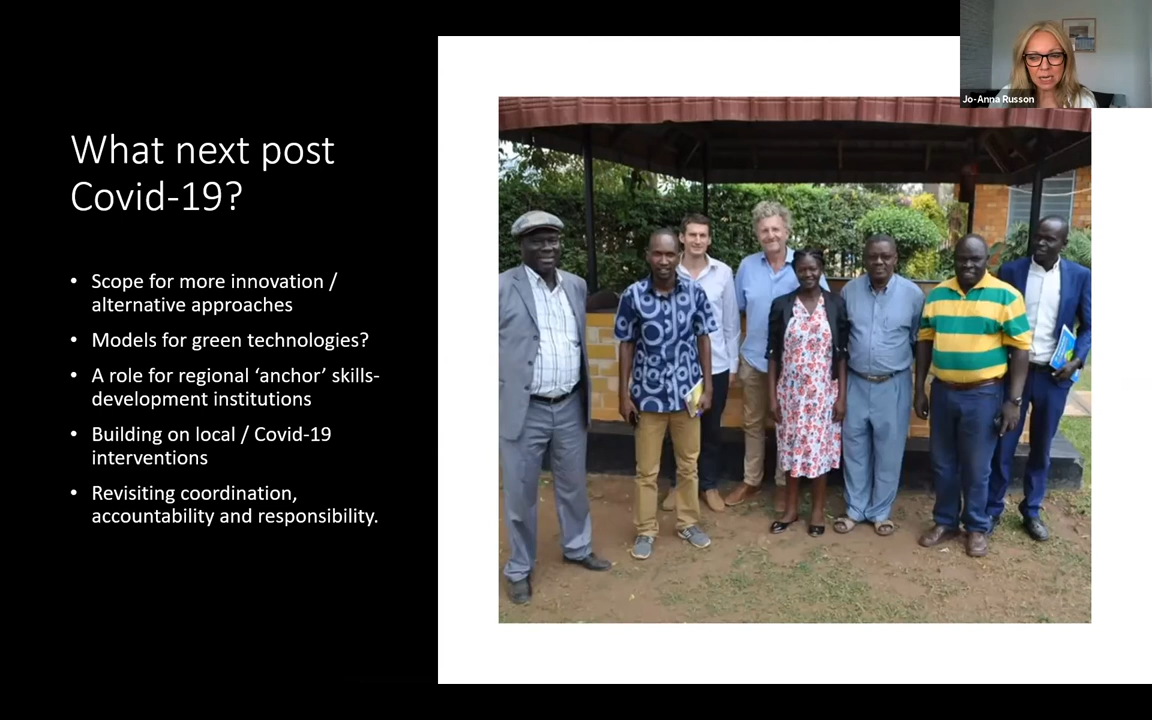 Jo-Anna Russon
What next post
Covid-19?
• Scope for more innovation /
alternative approaches
• Models for green technologies?
• A role for regional ‘anchor’ skills-
development institutions
• Building on local / Covid-19
interventions
• Revisiting coordination,
accountability and responsibility.